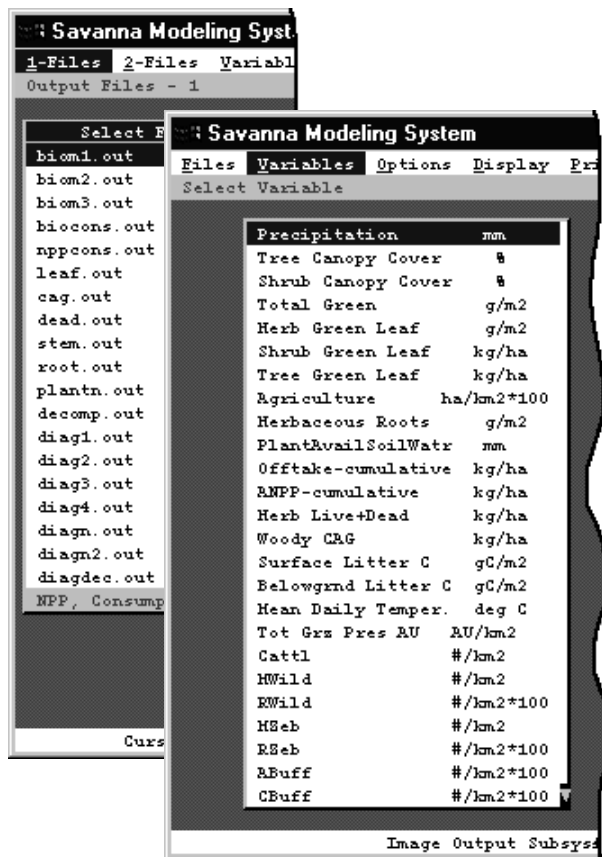 Savanna Modeling Syst
1-Files 2-Files Variabl
Output Files - 1
Select F
biom1.out
biom2.out
biom3.out
biocons.out
nppcons.out
leaf.out
cag.out
dead.out
stem.out
root.out
plantn.out
decomp.out
diag1.out
diag2.out
diag3.out
diag4.out
diagn.out
diagn2.out
diagdec.out
NPP, Consump
Curs
Savanna Modeling System
Files Variables Options Display Pri
Select Variable
Precipitation mm
Tree Canopy Cover %
Shrub Canopy Cover %
Total Green g/m2
Herb Green Leaf g/m2
Shrub Green Leaf kg/ha
Tree Green Leaf kg/ha
Agriculture ha/km2*100
Herbaceous Roots g/m2
PlantAvailSoilWatr mm
Offtake-cumulative kg/ha
ANPP-cumulative kg/ha
Herb Live+Dead kg/ha
Woody CAG kg/ha
Surface Litter C gC/m2
Belowgrnd Litter C gC/m2
Mean Daily Temper. deg C
Tot Grz Pres AU AU/km2
Cattl #/km2
MWild #/km2
RWild #/km2*100
MZeb #/km2
RZeb #/km2*100
ABuff #/km2*100
CBuff #/km2*100
Image Output Subsyst